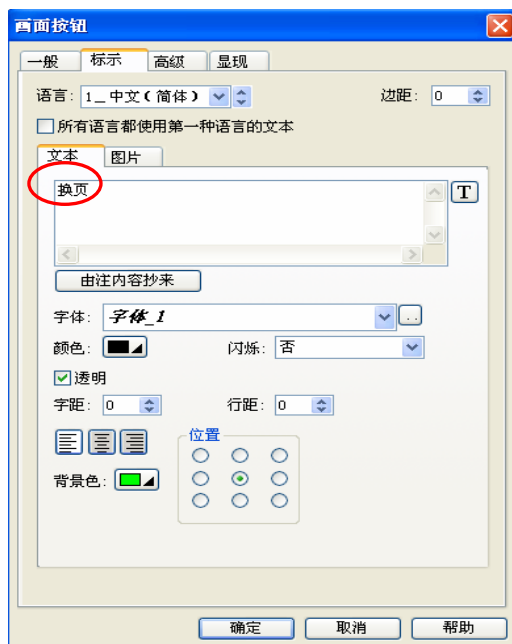 画面按钮
一般 标示 高级 显现
语言: 1_中文(简体) 边距: 0
所有语言都使用第一种语言的文本
文本 图片
换页
T
由注内容抄来
字体: 字体_1 ..
颜色: 闪烁: 否
透明
字距: 0 行距: 0
位置
背景色:
确定 取消 帮助